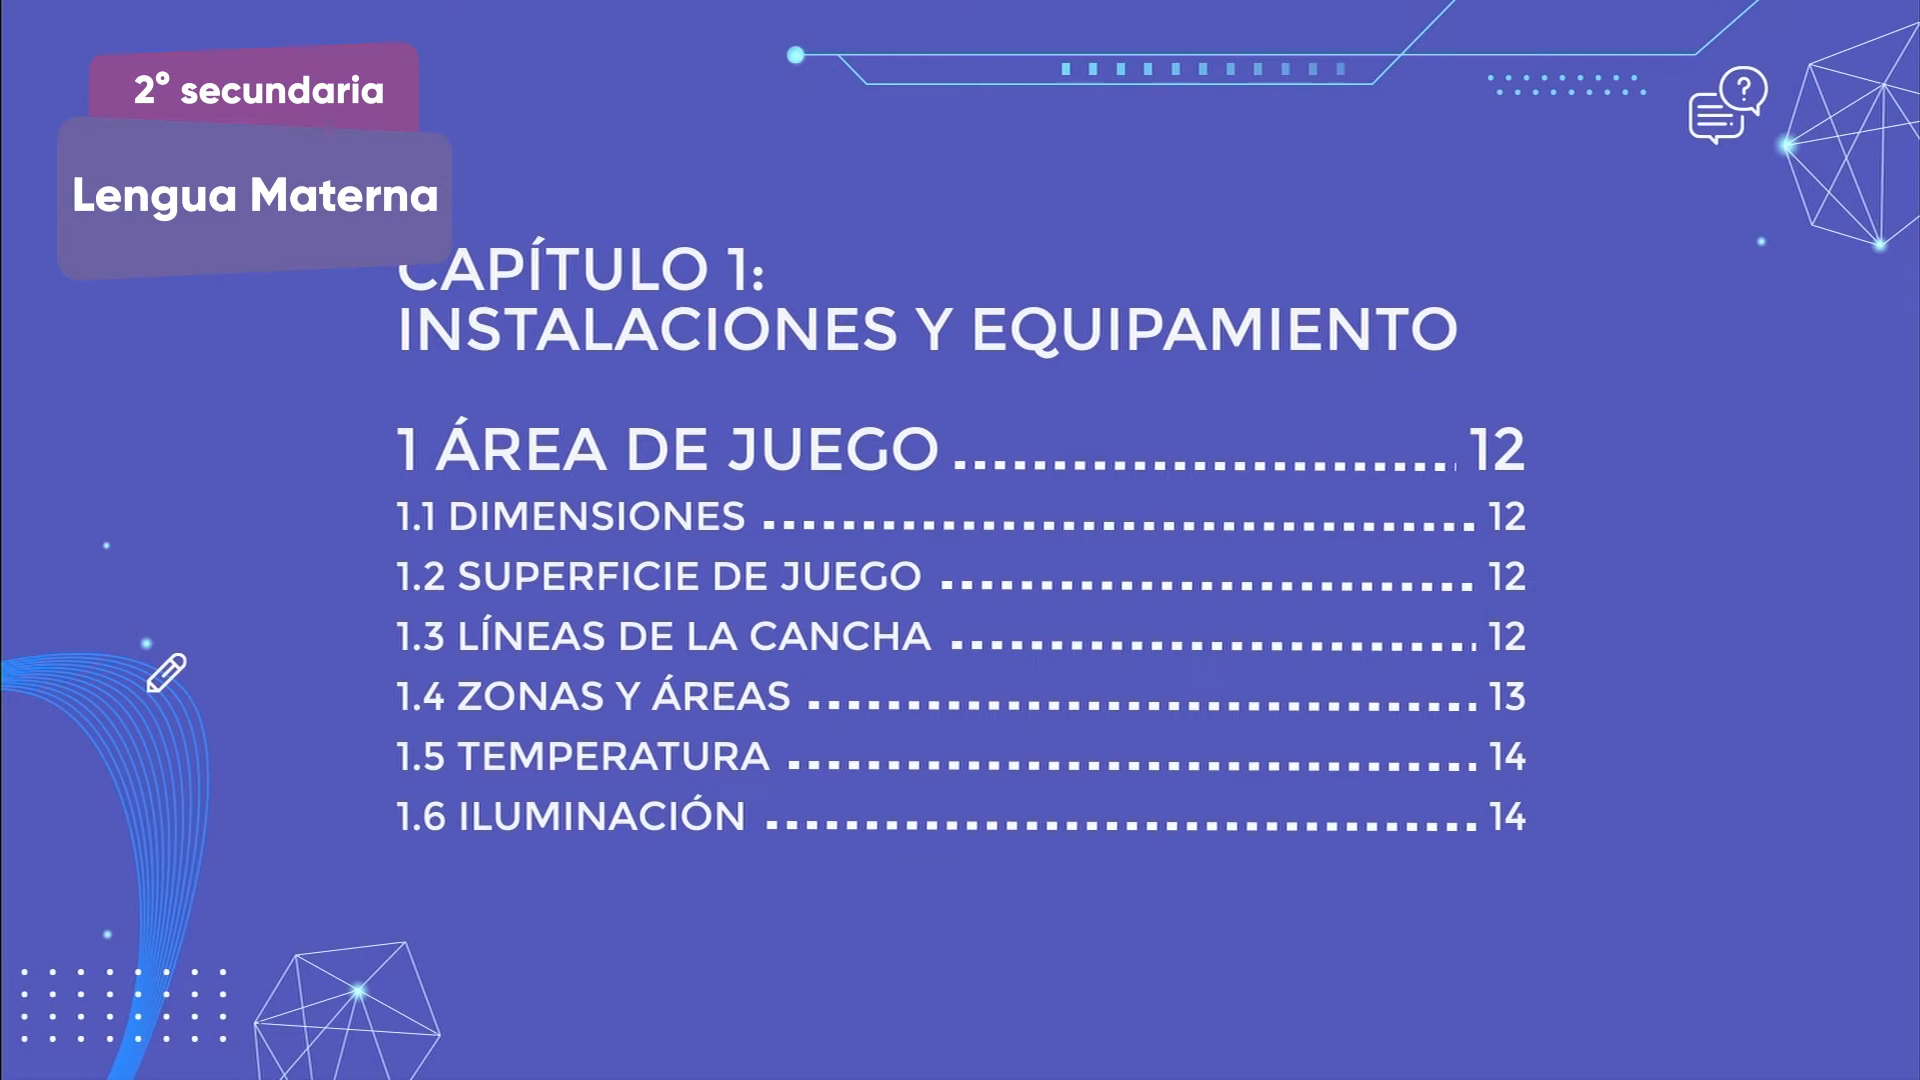 2° secundaria
Lengua Materna
CAPÍTULO 1:
INSTALACIONES Y EQUIPAMIENTO
1 ÁREA DE JUEGO 12
1.1 DIMENSIONES 12
1.2 SUPERFICIE DE JUEGO 12
1.3 LÍNEAS DE LA CANCHA 12
1.4 ZONAS Y ÁREAS 13
1.5 TEMPERATURA 14
1.6 ILUMINACIÓN 14